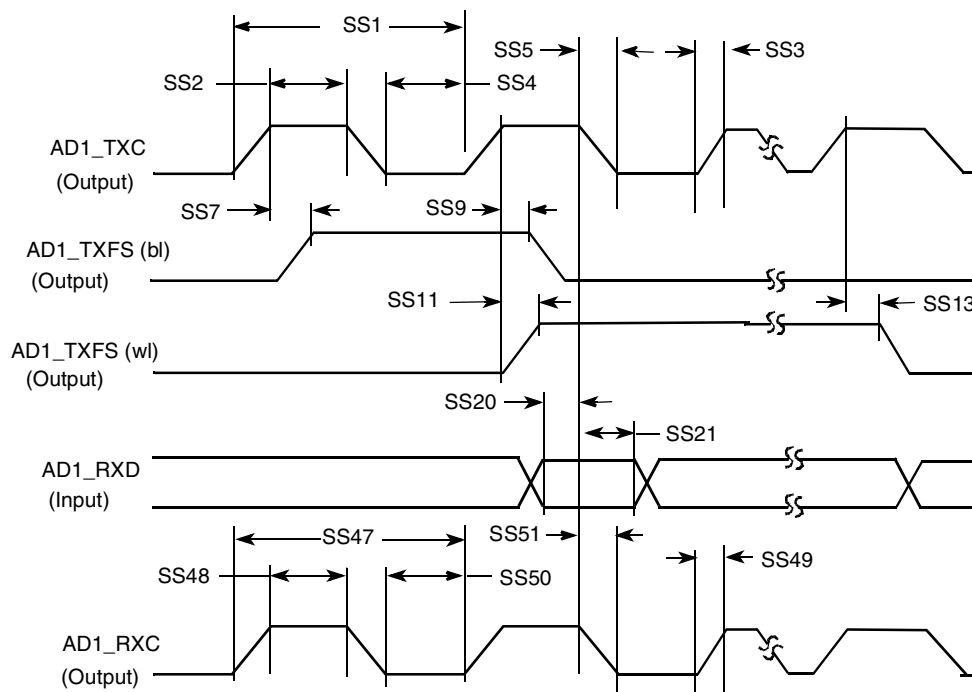 SS1
SS5
SS3
SS2
SS4
AD1_TXC
(Output)
SS7
SS9
AD1_TXFS (bl)
(Output)
SS11
SS13
AD1_TXFS (wl)
(Output)
SS20
SS21
AD1_RXD
(Input)
SS47
SS51
SS49
SS48
SS50
AD1_RXC
(Output)